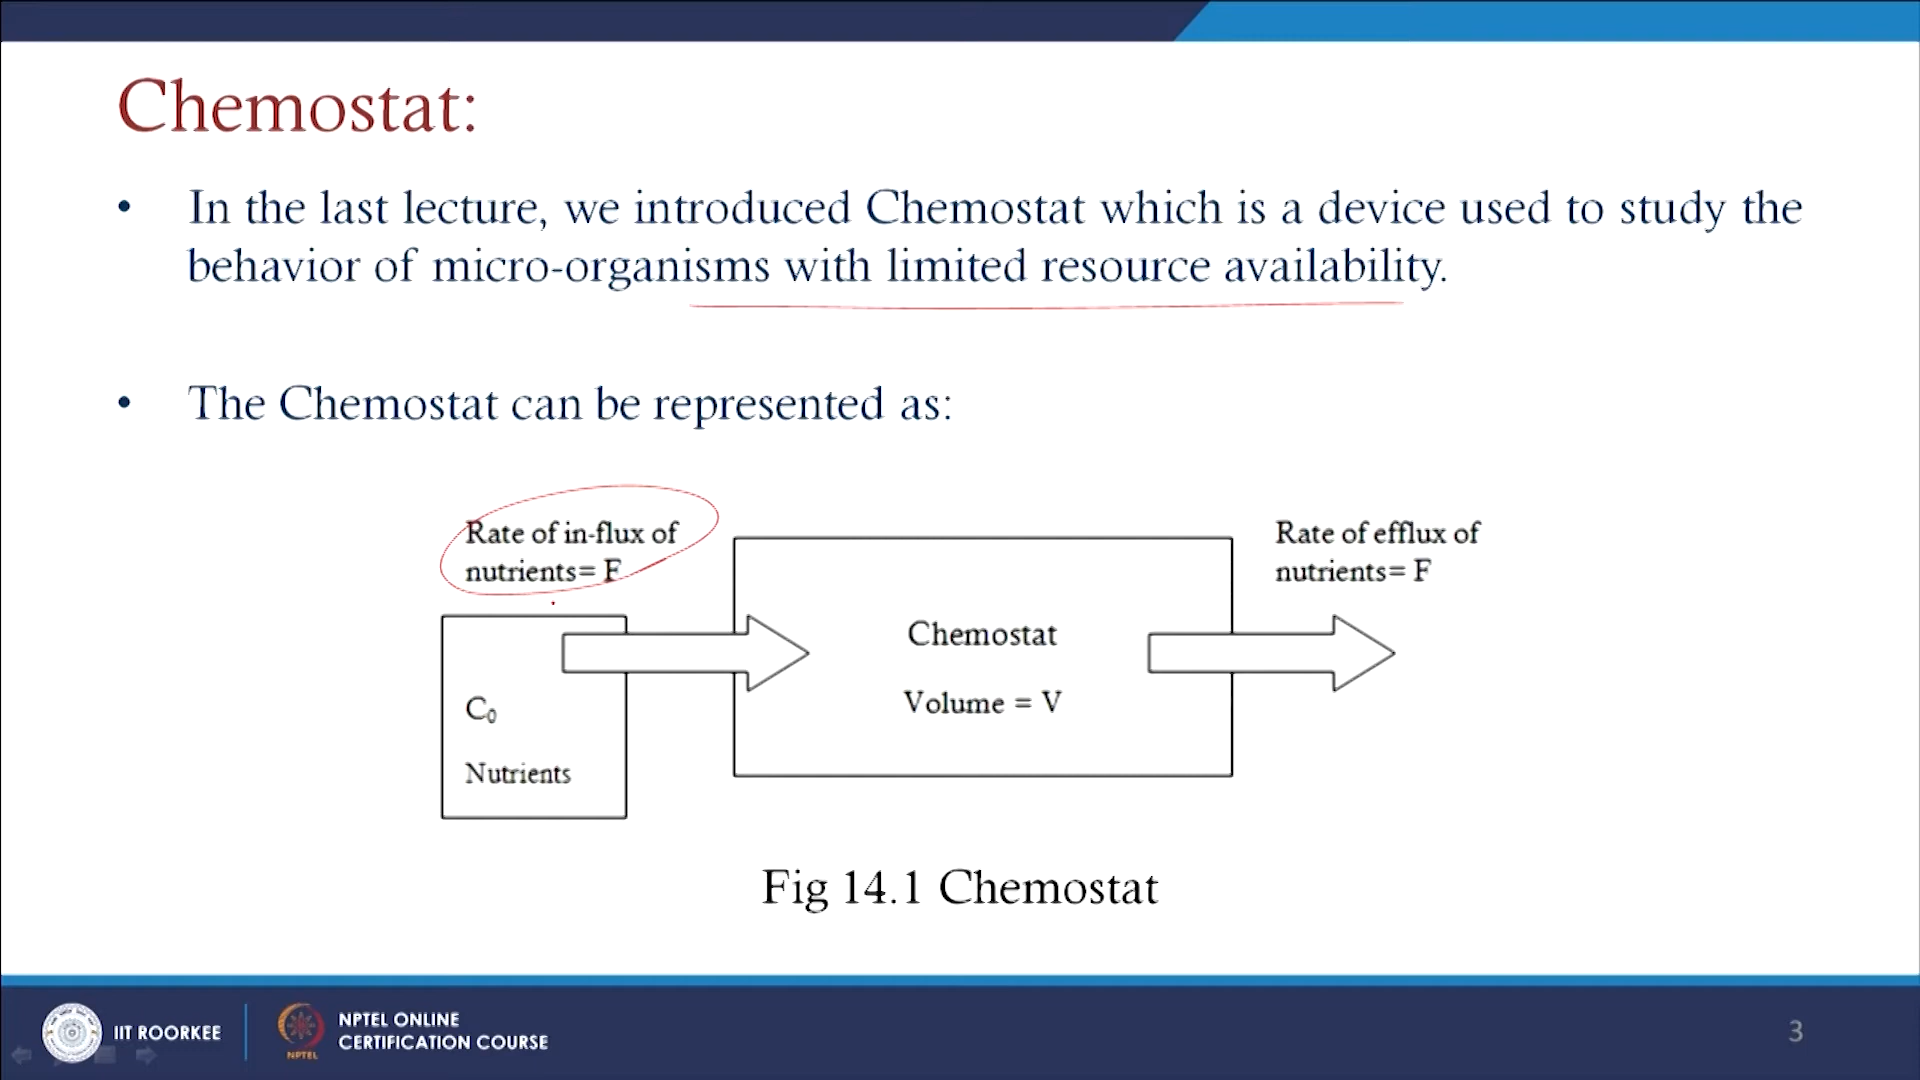 Chemostat:
• In the last lecture, we introduced Chemostat which is a device used to study the
behavior of micro-organisms with limited resource availability.
• The Chemostat can be represented as:
Rate of in-flux of
nutrients= F
Rate of efflux of
nutrients= F
Chemostat
Volume = V
C₀
Nutrients
Fig 14.1 Chemostat
IIT ROORKEE
NPTEL
NPTEL ONLINE
CERTIFICATION COURSE
3